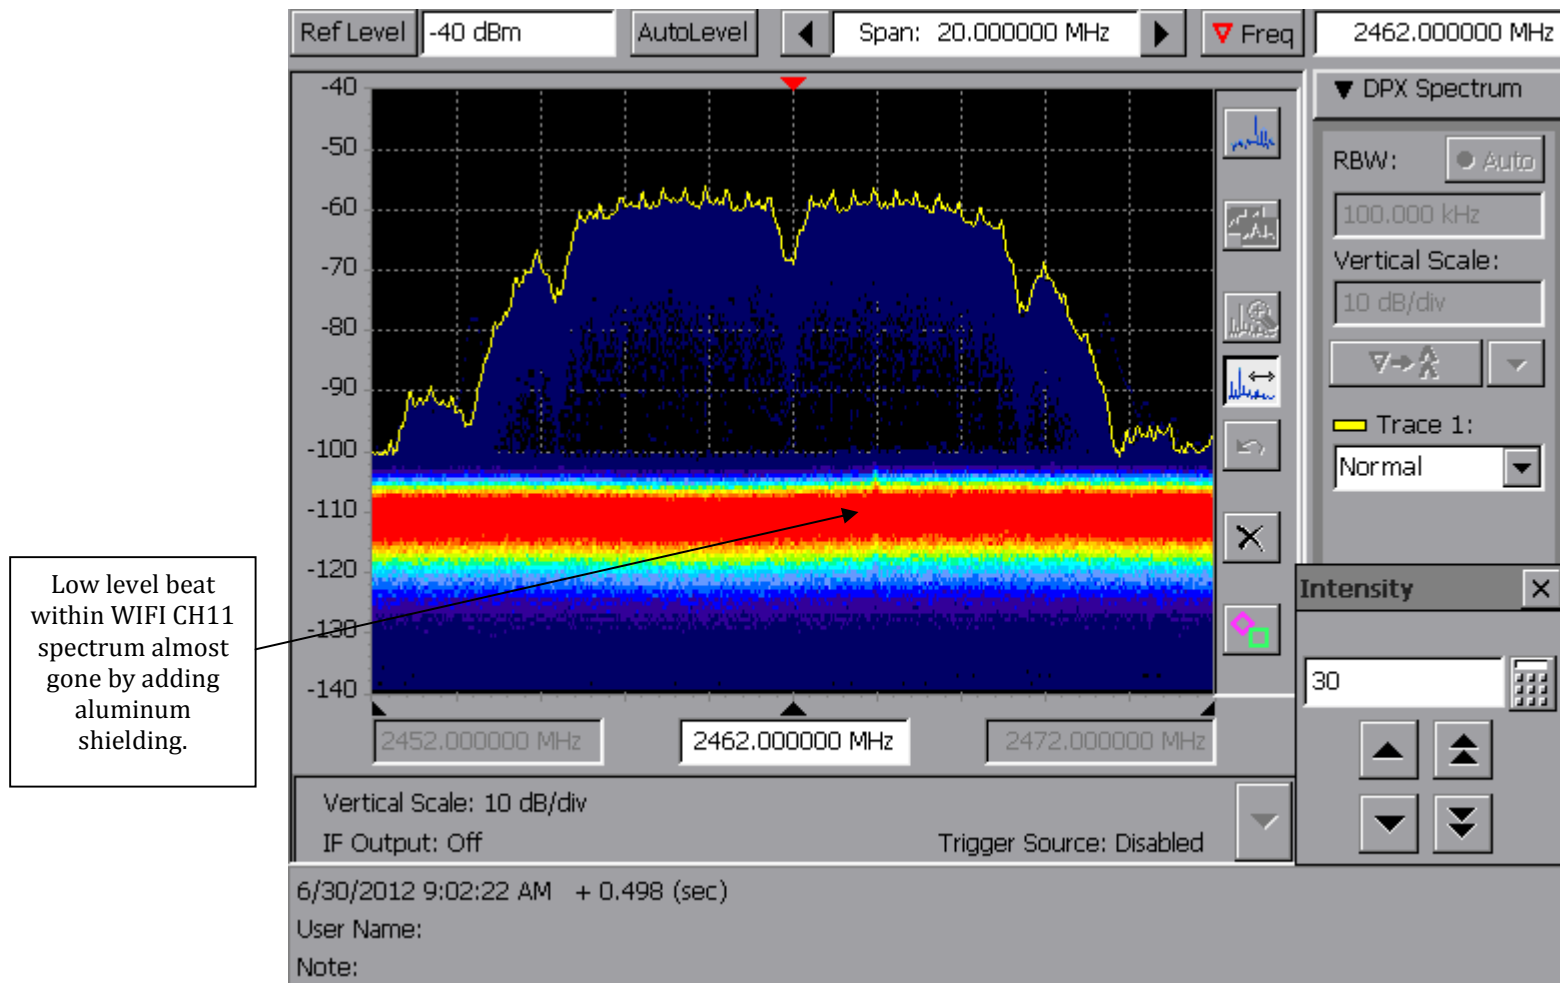 Ref Level -40 dBm AutoLevel Span: 20.000000 MHz Freq 2462.000000 MHz
DPX Spectrum
-40
-50
-60
-70
-80
-90
-100
-110
-120
-130
-140
RBW: Auto
100.000 kHz
Vertical Scale:
10 dB/div
Trace 1:
Normal
Low level beat
within WIFI CH11
spectrum almost
gone by adding
aluminum
shielding.
Intensity
30
2452.000000 MHz 2462.000000 MHz 2472.000000 MHz
Vertical Scale: 10 dB/div
IF Output: Off Trigger Source: Disabled
6/30/2012 9:02:22 AM + 0.498 (sec)
User Name:
Note: